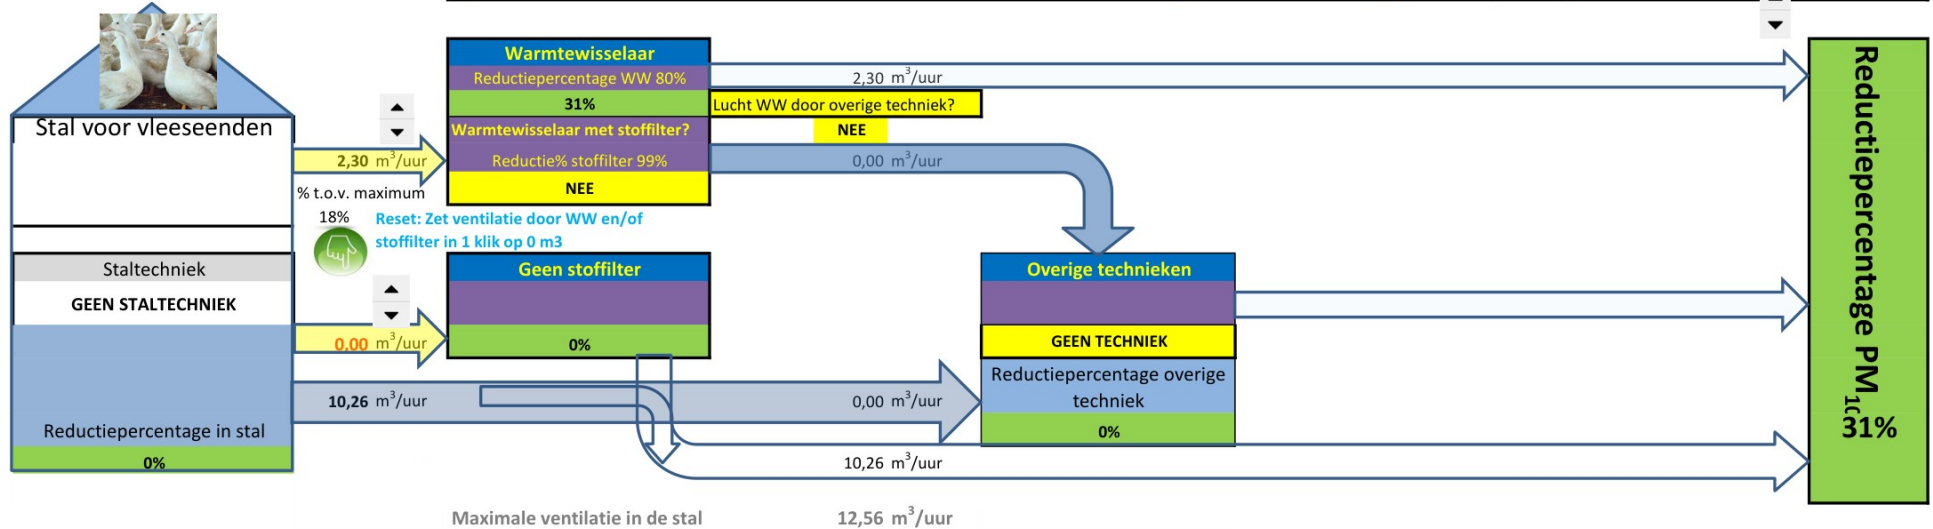 Stal voor vleeseenden
Staltechniek
GEEN STALTECHNIEK
Reductiepercentage in stal
0%
2,30 m³/uur
% t.o.v. maximum
18%
Reset: Zet ventilatie door WW en/of
stoffilter in 1 klik op 0 m3
0,00 m³/uur
10,26 m³/uur
Warmtewisselaar
Reductiepercentage WW 80%
31%
Warmtewisselaar met stoffilter?
Reductie% stoffilter 99%
NEE
Geen stoffilter
0%
2,30 m³/uur
Lucht WW door overige techniek?
NEE
0,00 m³/uur
Overige technieken
GEEN TECHNIEK
Reductiepercentage overige
techniek
0%
0,00 m³/uur
10,26 m³/uur
Maximale ventilatie in de stal 12,56 m³/uur
Reductiepercentage PM₁₀
31%